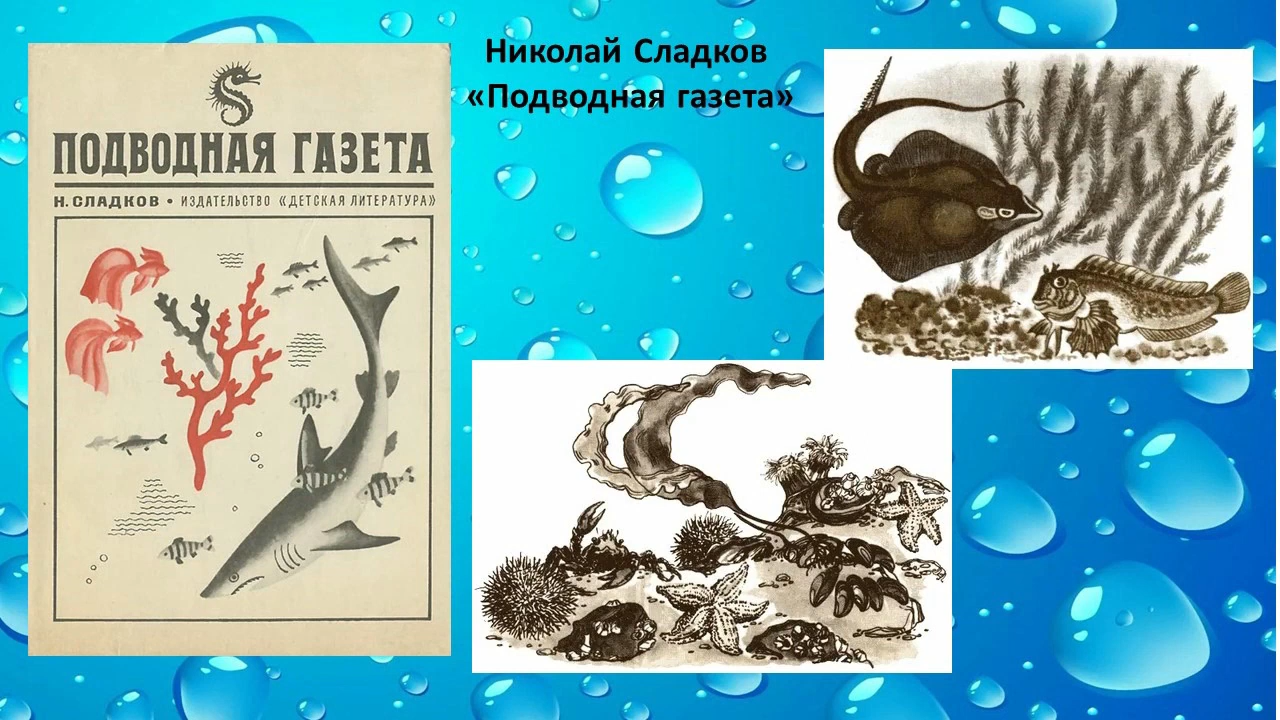 Николай Сладков
«Подводная газета»
ПОДВОДНАЯ ГАЗЕТА
Н. СЛАДКОВ • ИЗДАТЕЛЬСТВО «ДЕТСКАЯ ЛИТЕРАТУРА»